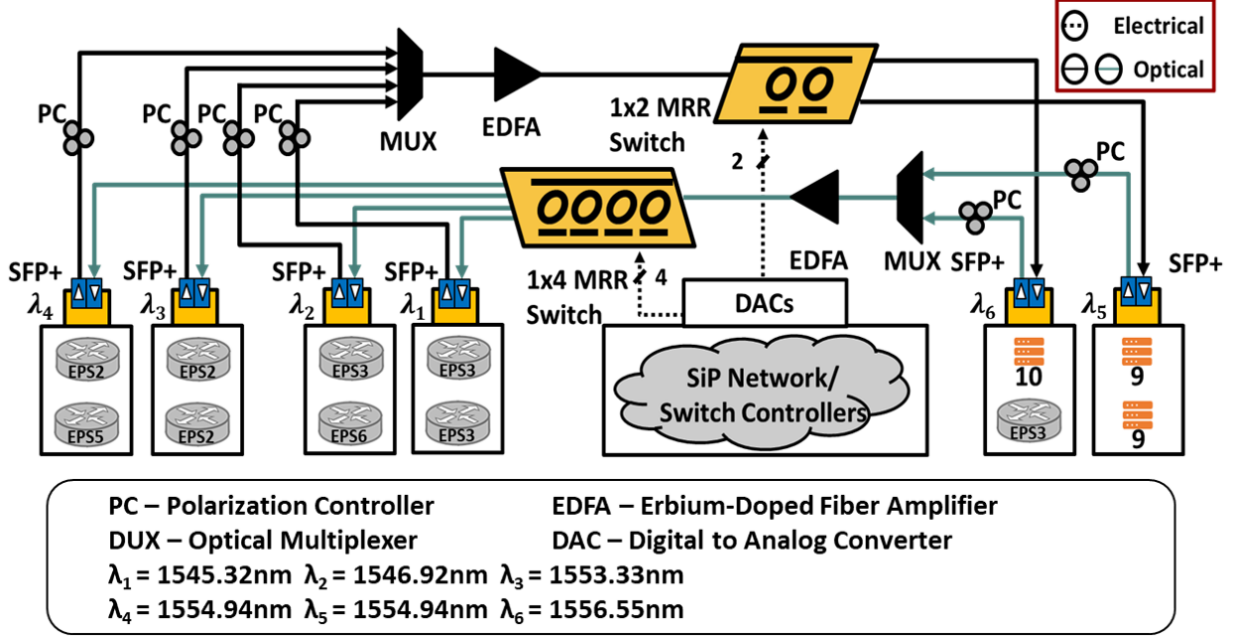 Electrical
Optical
PC
PC
PC
PC
MUX
EDFA
1x2 MRR
Switch
2
PC
PC
EDFA
MUX
SFP+
SFP+
SFP+
SFP+
SFP+
SFP+
1x4 MRR
Switch
4
DACs
λ4
λ3
λ2
λ1
λ6
λ5
EPS2
EPS2
EPS3
EPS3
10
9
EPS5
EPS2
EPS6
EPS3
EPS3
9
SiP Network/
Switch Controllers
PC – Polarization Controller
EDFA – Erbium-Doped Fiber Amplifier
DUX – Optical Multiplexer
DAC – Digital to Analog Converter
λ1 = 1545.32nm λ2 = 1546.92nm λ3 = 1553.33nm
λ4 = 1554.94nm λ5 = 1554.94nm λ6 = 1556.55nm